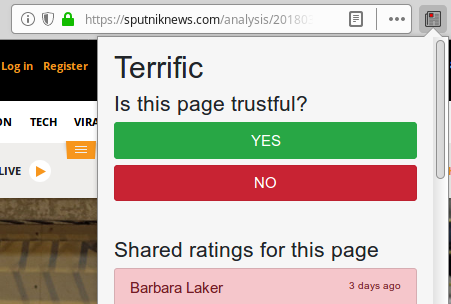 https://sputniknews.com/analysis/20180
Log in Register
Terrific
Is this page trustful?
YES
NO
ON TECH VIRA
LIVE
Shared ratings for this page
Barbara Laker 3 days ago